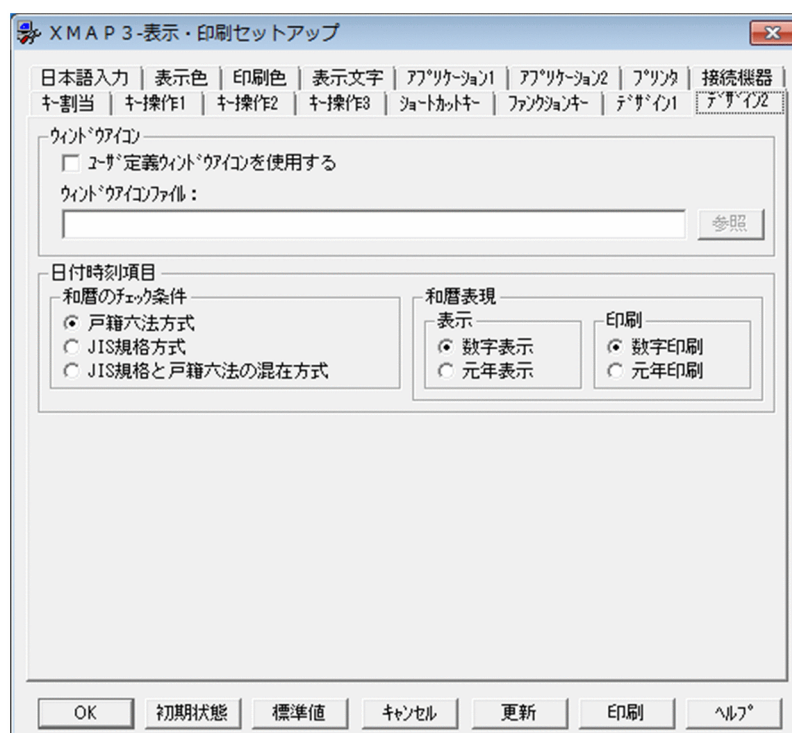 XMAP3-表示・印刷セットアップ
日本語入力 表示色 印刷色 表示文字 ｱﾌﾟﾘｹｰｼｮﾝ1 ｱﾌﾟﾘｹｰｼｮﾝ2 ﾌﾟﾘﾝﾀ 接続機器
ｷｰ割当 ｷｰ操作1 ｷｰ操作2 ｷｰ操作3 ｼｮｰﾄｶｯﾄｷｰ ﾌｧﾝｸｼｮﾝｷｰ ﾃﾞｻﾞｲﾝ1 ﾃﾞｻﾞｲﾝ2
ｳｨﾝﾄﾞｳｱｲｺﾝ
ﾕｰｻﾞ定義ｳｨﾝﾄﾞｳｱｲｺﾝを使用する
ｳｨﾝﾄﾞｳｱｲｺﾝﾌｧｲﾙ：
参照
日付時刻項目
和暦のﾁｪｯｸ条件
戸籍六法方式
JIS規格方式
JIS規格と戸籍六法の混在方式
和暦表現
表示
数字表示
元年表示
印刷
数字印刷
元年印刷
OK 初期状態 標準値 ｷｬﾝｾﾙ 更新 印刷 ﾍﾙﾌﾟ